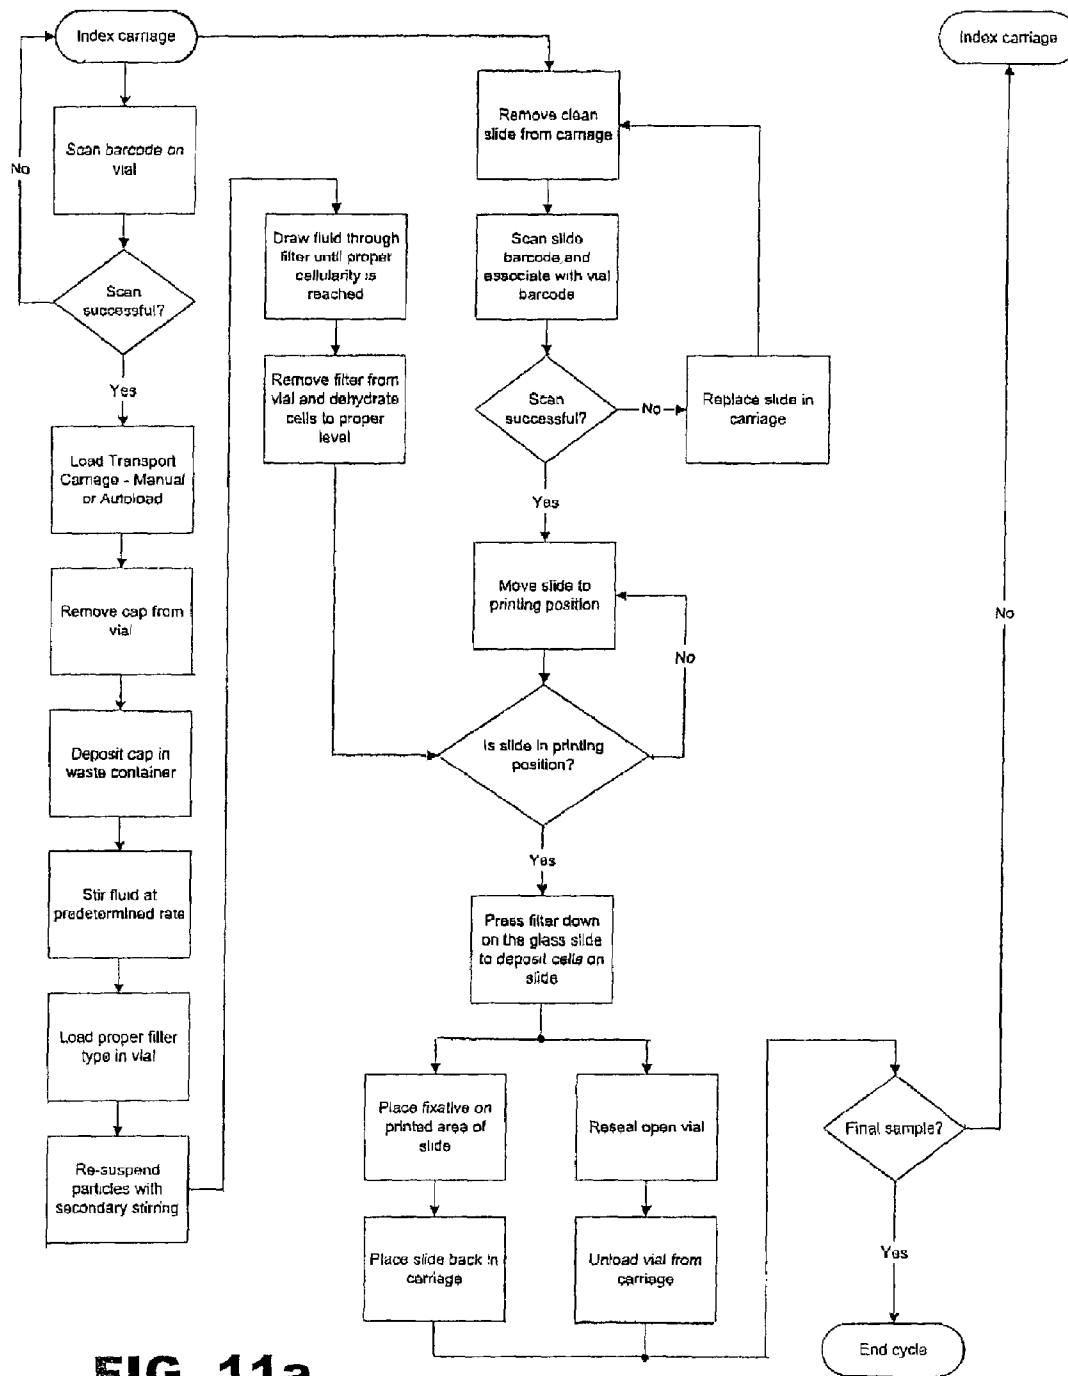 Index carriage
Scan barcode on
vial
No
Scan
successful?
Yes
Load Transport
Carriage - Manual
or Autoload
Remove cap from
vial
Deposit cap in
waste container
Stir fluid at
predetermined rate
Load proper filter
type in vial
Re-suspend
particles with
secondary stirring
Draw fluid through
filter until proper
cellularity is
reached
Remove filter from
vial and dehydrate
cells to proper
level
Remove clean
slide from carriage
Scan slide
barcode and
associate with vial
barcode
Scan
successful?
No
Replace slide in
carriage
Yes
Move slide to
printing position
No
Is slide in printing
position?
Yes
Press filter down
on the glass slide
to deposit cells on
slide
Place fixative on
printed area of
slide
Place slide back in
carriage
Reseal open vial
Unload vial from
carriage
Final sample?
No
Index carriage
Yes
End cycle
FIG. 11a